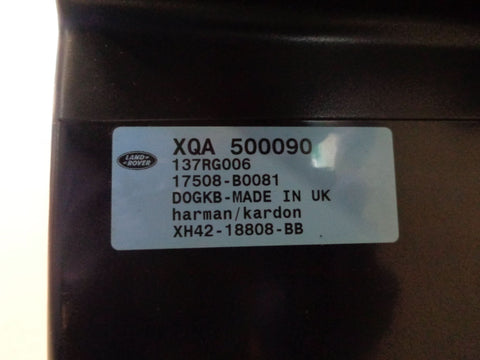 LAND
ROVER
XQA 500090
137RG006
17508-B0081
DOGKB-MADE IN UK
harman/kardon
XH42-18808-BB